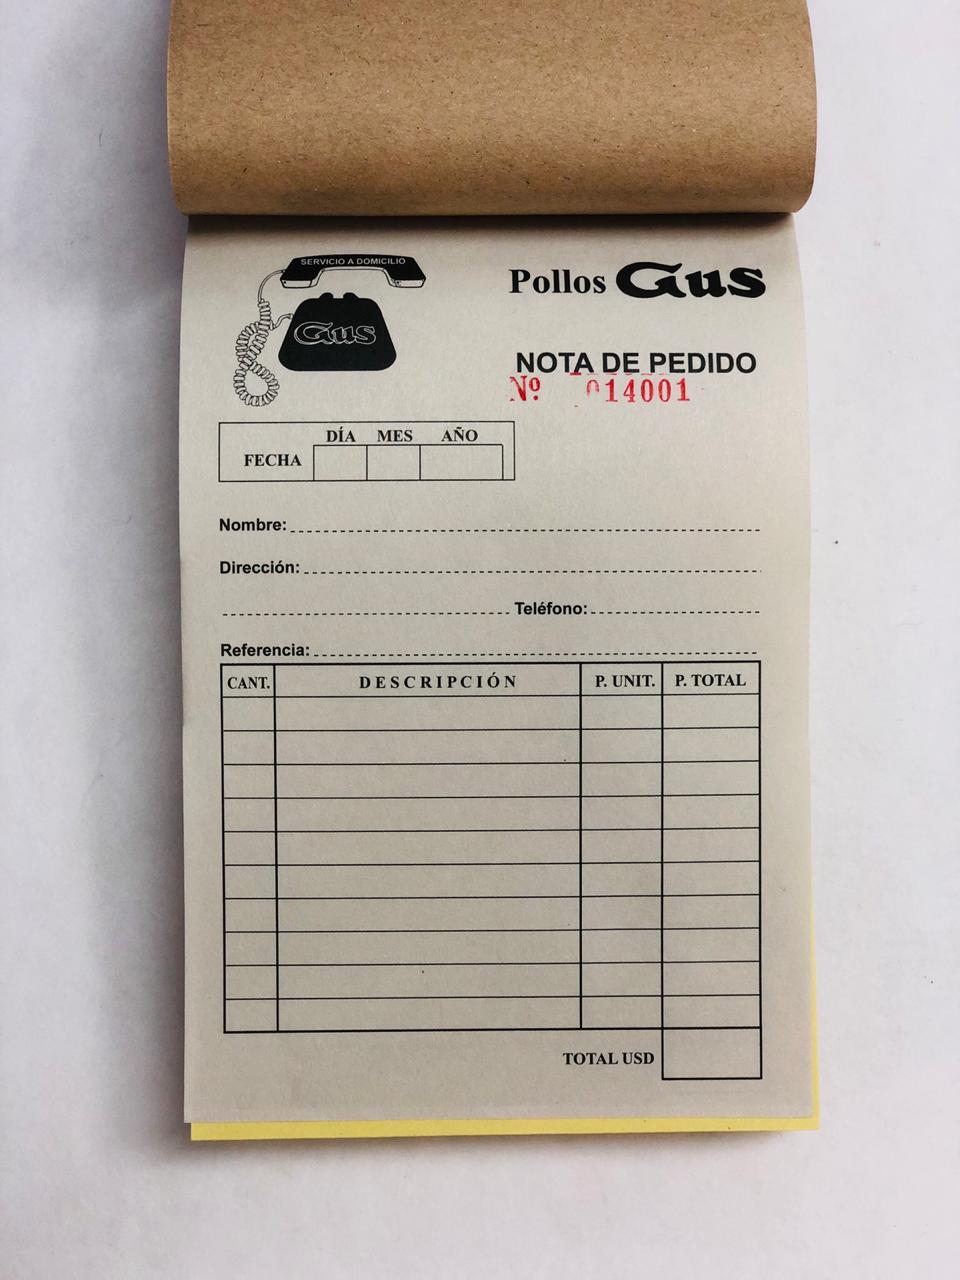 SERVICIO A DOMICILIO
Gus
Pollos Gus
NOTA DE PEDIDO
Nº 014001
DÍA MES AÑO
FECHA
Nombre:
Dirección:
Teléfono:
Referencia:
CANT. DESCRIPCIÓN P. UNIT. P. TOTAL
TOTAL USD